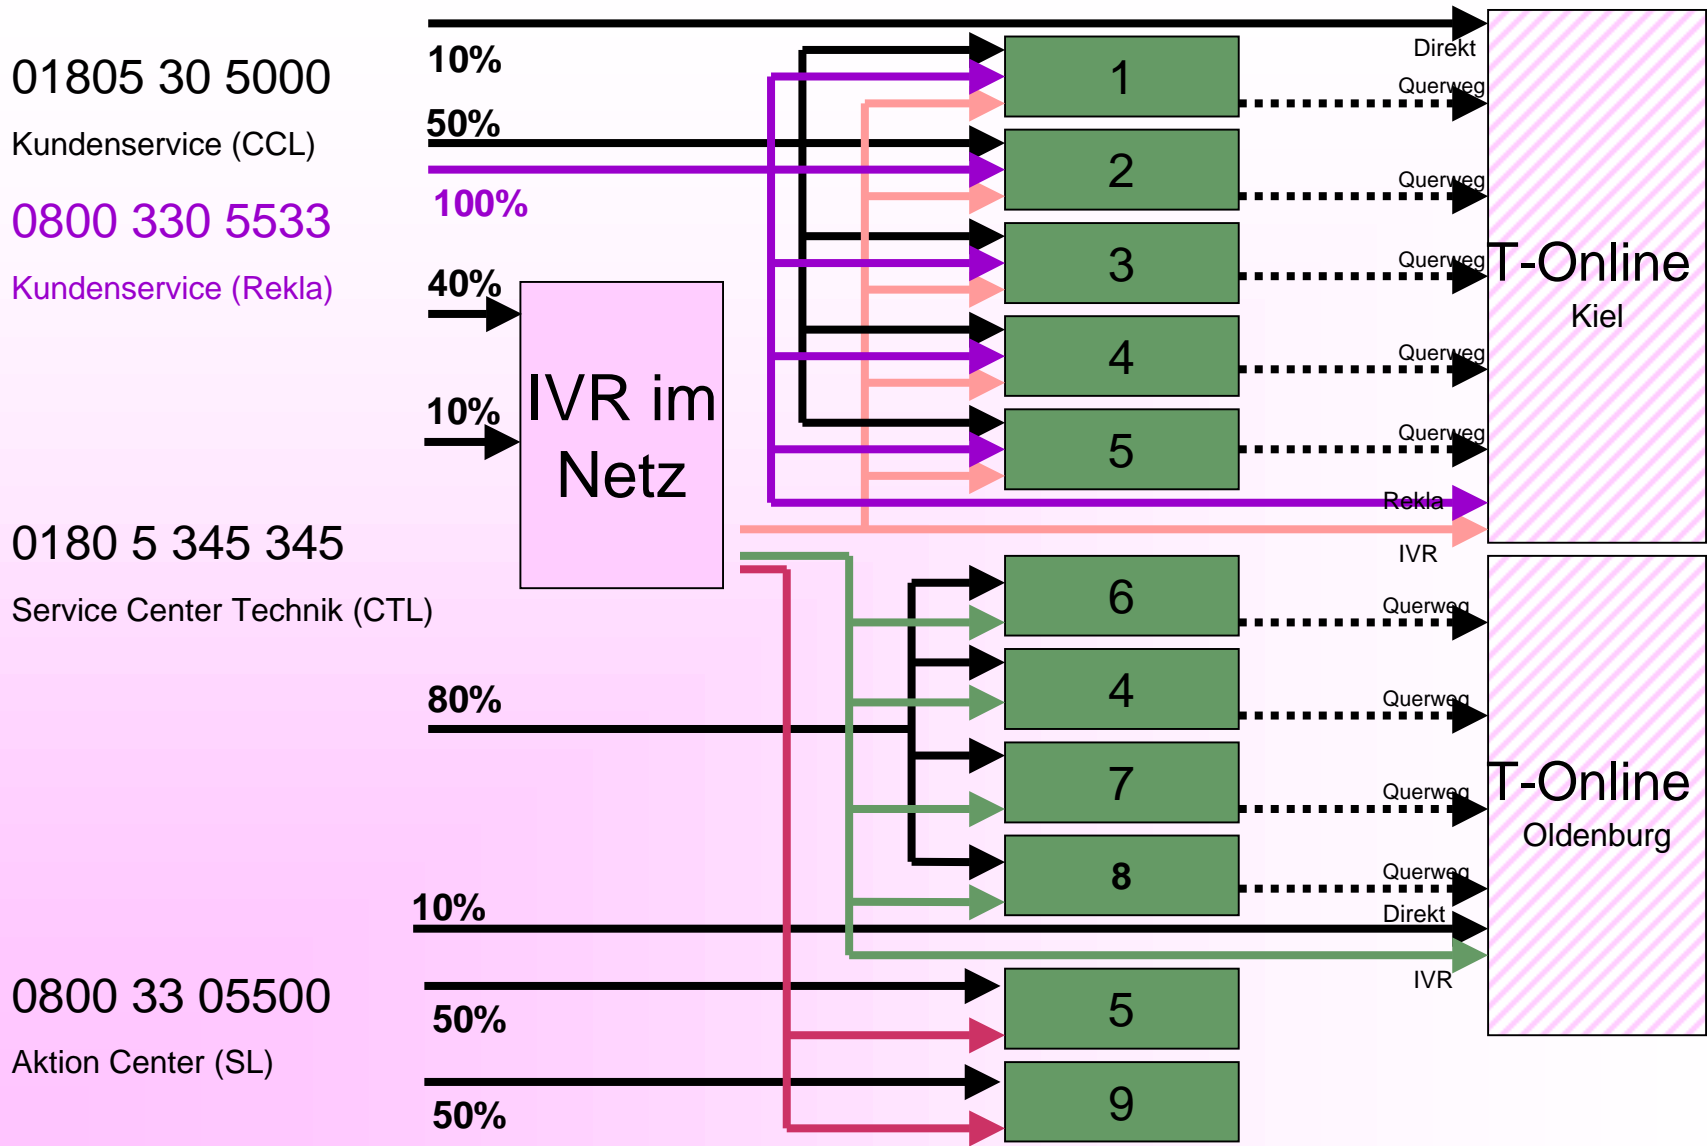 01805 30 5000
Kundenservice (CCL)
0800 330 5533
Kundenservice (Rekla)
0180 5 345 345
Service Center Technik (CTL)
0800 33 05500
Aktion Center (SL)
10%
50%
100%
40%
10%
80%
10%
50%
50%
IVR im
Netz
1
2
3
4
5
6
4
7
8
5
9
Direkt
Querweg
Querweg
Querweg
Querweg
Querweg
Rekla
IVR
Querweg
Querweg
Querweg
Querweg
Direkt
IVR
T-Online
Kiel
T-Online
Oldenburg